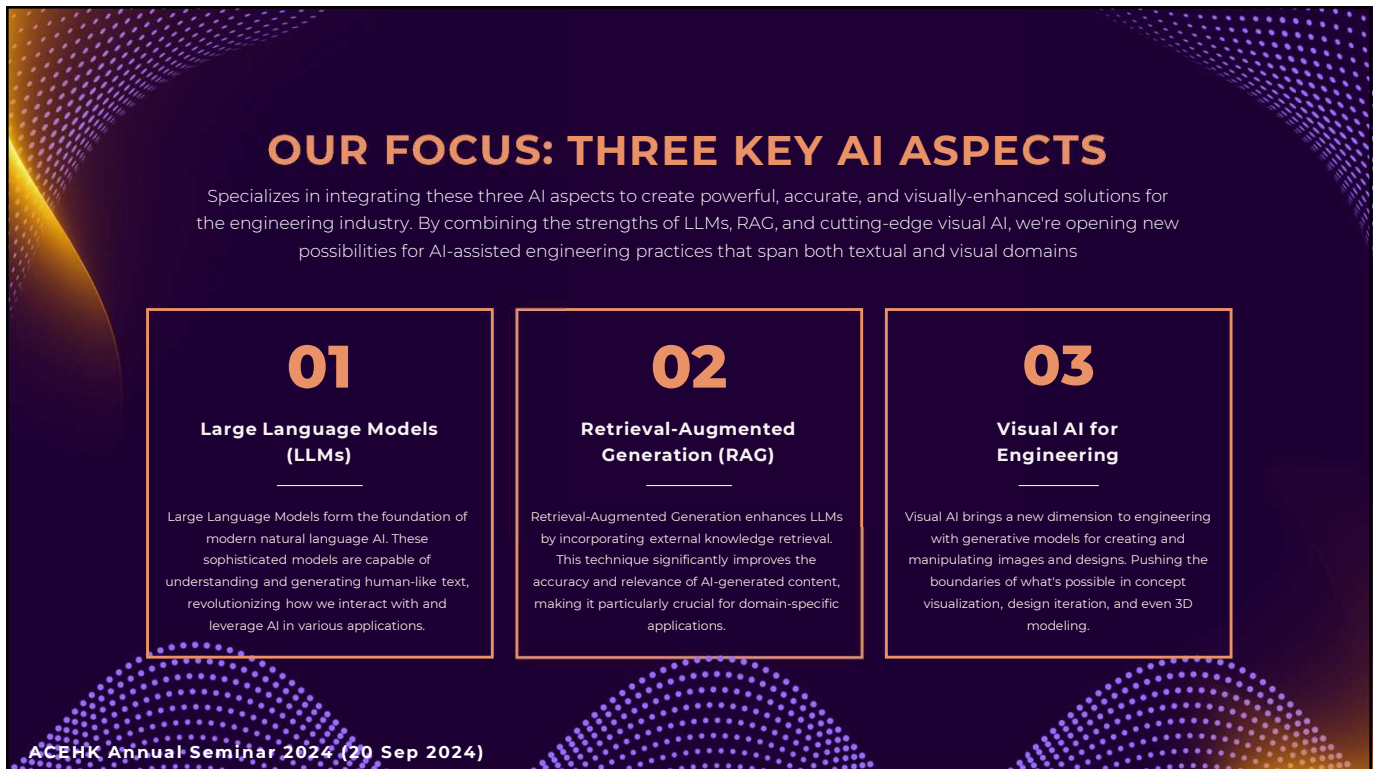 OUR FOCUS: THREE KEY AI ASPECTS
Specializes in integrating these three AI aspects to create powerful, accurate, and visually-enhanced solutions for
the engineering industry. By combining the strengths of LLMs, RAG, and cutting-edge visual AI, we're opening new
possibilities for AI-assisted engineering practices that span both textual and visual domains
01
Large Language Models
(LLMs)
Large Language Models form the foundation of
modern natural language AI. These
sophisticated models are capable of
understanding and generating human-like text,
revolutionizing how we interact with and
leverage AI in various applications.
02
Retrieval-Augmented
Generation (RAG)
Retrieval-Augmented Generation enhances LLMs
by incorporating external knowledge retrieval.
This technique significantly improves the
accuracy and relevance of AI-generated content,
making it particularly crucial for domain-specific
applications.
03
Visual AI for
Engineering
Visual AI brings a new dimension to engineering
with generative models for creating and
manipulating images and designs. Pushing the
boundaries of what's possible in concept
visualization, design iteration, and even 3D
modeling.
ACEHK Annual Seminar 2024 (20 Sep 2024)